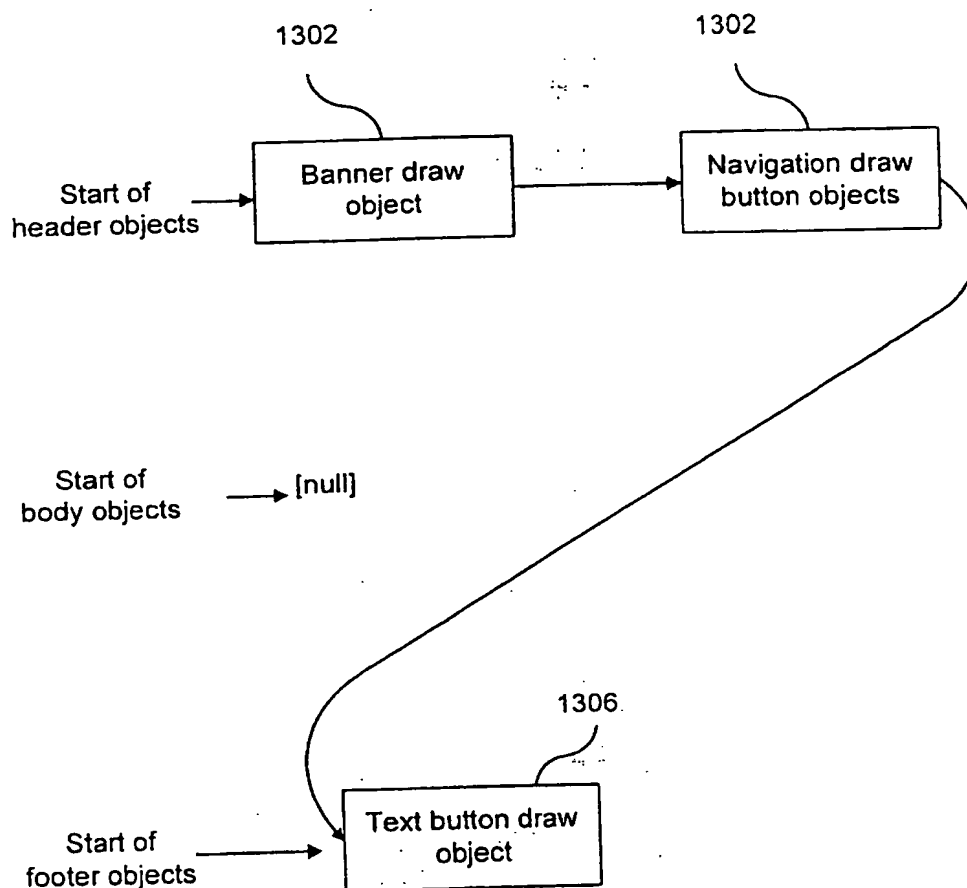 1302
1302
Start of
header objects
Banner draw
object
Navigation draw
button objects
Start of
body objects
[null]
1306
Start of
footer objects
Text button draw
object